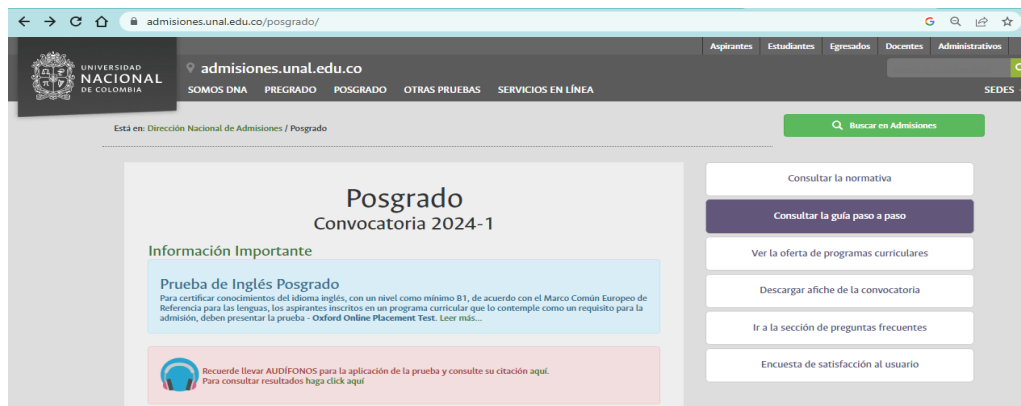 admisiones.unal.edu.co/posgrado/
Aspirantes Estudiantes Egresados Docentes Administrativos
UNIVERSIDAD
NACIONAL
DE COLOMBIA
admisiones.unal.edu.co
SOMOS DNA PREGRADO POSGRADO OTRAS PRUEBAS SERVICIOS EN LÍNEA
SEDES
Está en: Dirección Nacional de Admisiones / Posgrado
Buscar en Admisiones
Posgrado
Convocatoria 2024-1
Información Importante
Prueba de Inglés Posgrado
Para certificar conocimientos del idioma inglés, con un nivel como mínimo B1, de acuerdo con el Marco Común Europeo de
Referencia para las lenguas, los aspirantes inscritos en un programa curricular que lo contemple como un requisito para la
admisión, deben presentar la prueba - Oxford Online Placement Test. Leer más...
Recuerde llevar AUDÍFONOS para la aplicación de la prueba y consulte su citación aquí.
Para consultar resultados haga click aquí
Consultar la normativa
Consultar la guía paso a paso
Ver la oferta de programas curriculares
Descargar afiche de la convocatoria
Ir a la sección de preguntas frecuentes
Encuesta de satisfacción al usuario